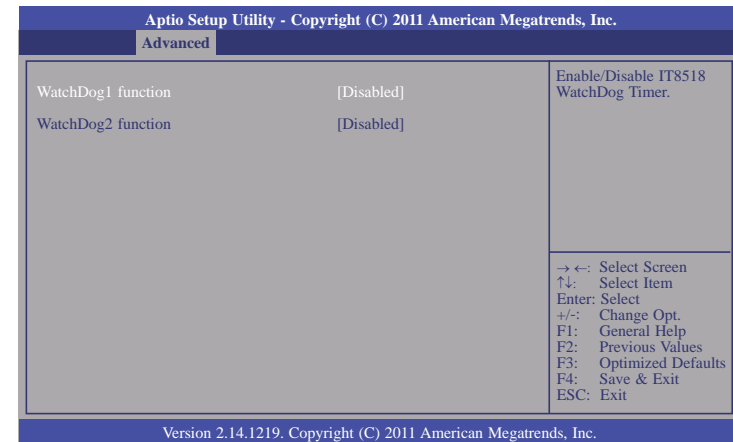 Aptio Setup Utility - Copyright (C) 2011 American Megatrends, Inc.
Advanced
WatchDog1 function [Disabled]
WatchDog2 function [Disabled]
Enable/Disable IT8518
WatchDog Timer.
→ ←: Select Screen
↑↓: Select Item
Enter: Select
+/-: Change Opt.
F1: General Help
F2: Previous Values
F3: Optimized Defaults
F4: Save & Exit
ESC: Exit
Version 2.14.1219. Copyright (C) 2011 American Megatrends, Inc.